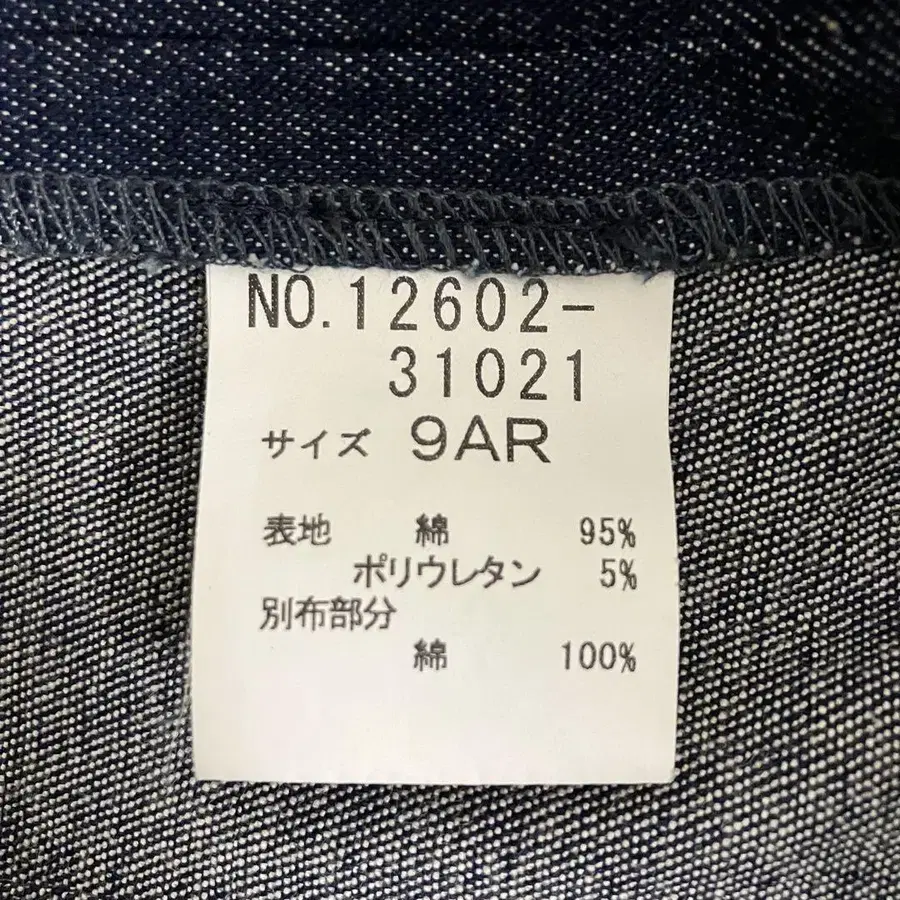 NO.12602-
31021
サイズ 9AR
表地 綿 95%
ポリウレタン 5%
別布部分
綿 100%